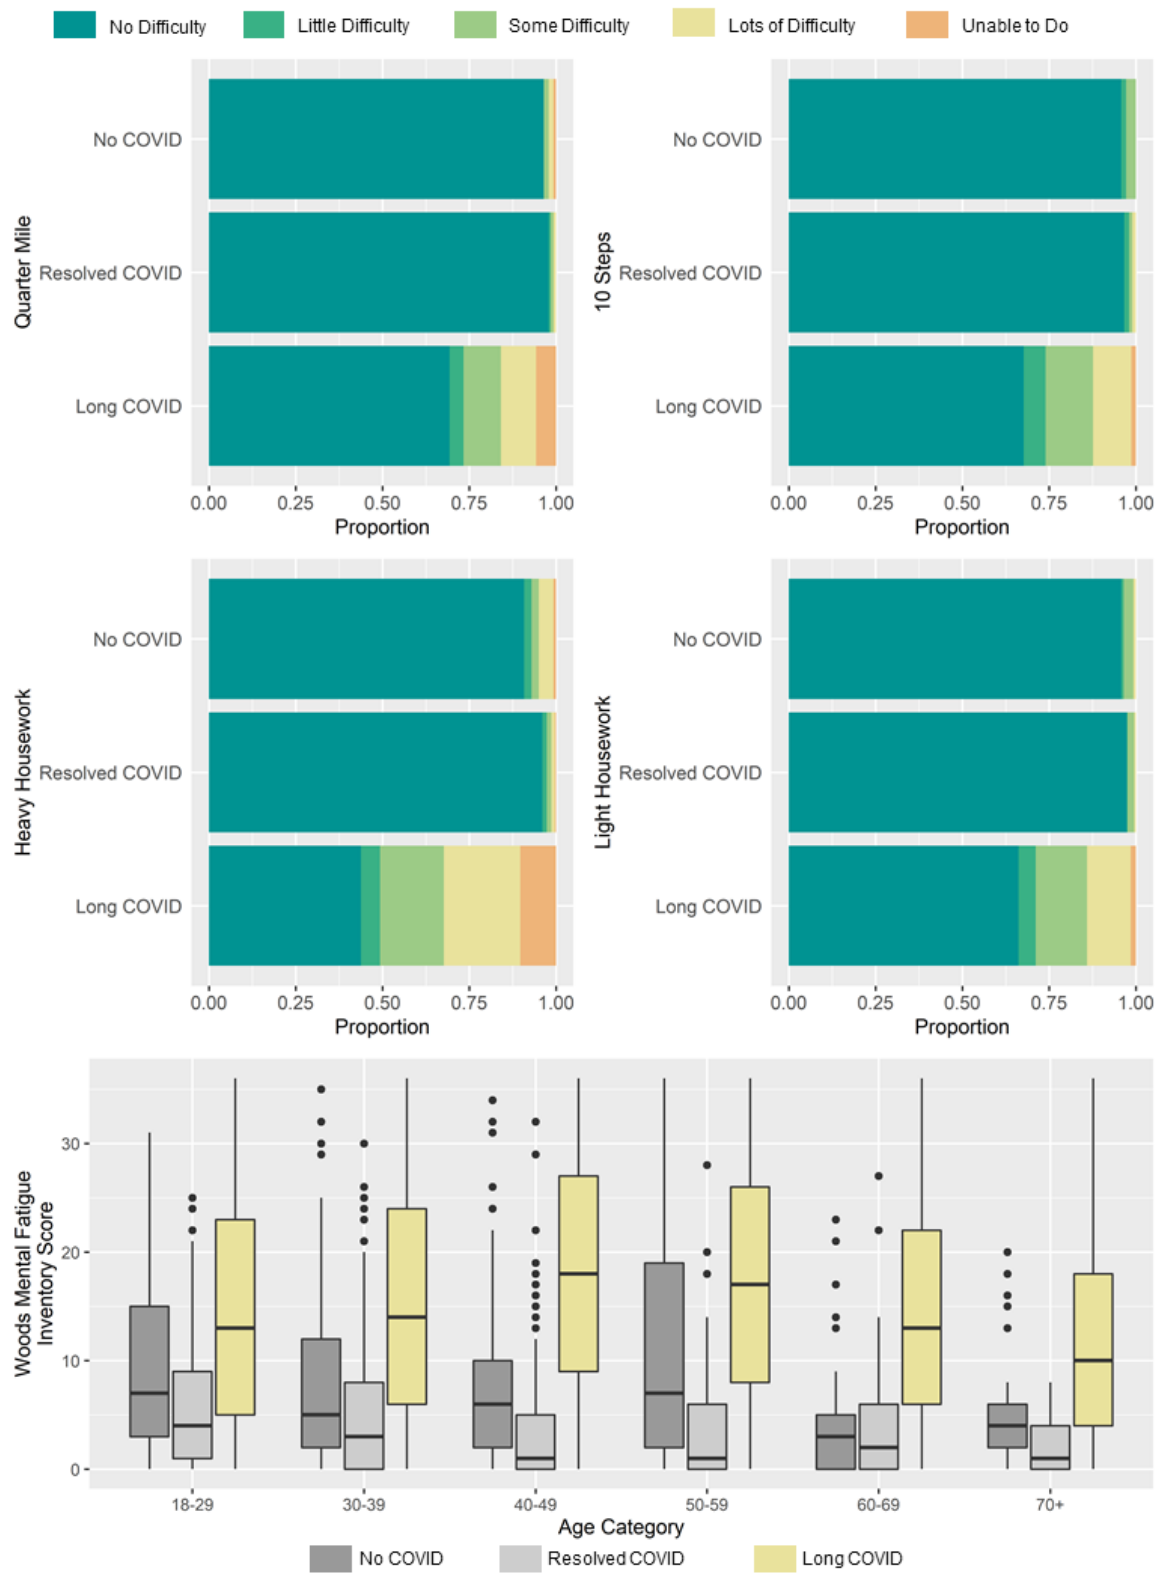 No Difficulty Little Difficulty Some Difficulty Lots of Difficulty Unable to Do
Quarter Mile
No COVID
Resolved COVID
Long COVID
0.00 0.25 0.50 0.75 1.00
Proportion
10 Steps
No COVID
Resolved COVID
Long COVID
0.00 0.25 0.50 0.75 1.00
Proportion
Heavy Housework
No COVID
Resolved COVID
Long COVID
0.00 0.25 0.50 0.75 1.00
Proportion
Light Housework
No COVID
Resolved COVID
Long COVID
0.00 0.25 0.50 0.75 1.00
Proportion
Woods Mental Fatigue
Inventory Score
30
20
10
0
18-29 30-39 40-49 50-59 60-69 70+
Age Category
No COVID Resolved COVID Long COVID